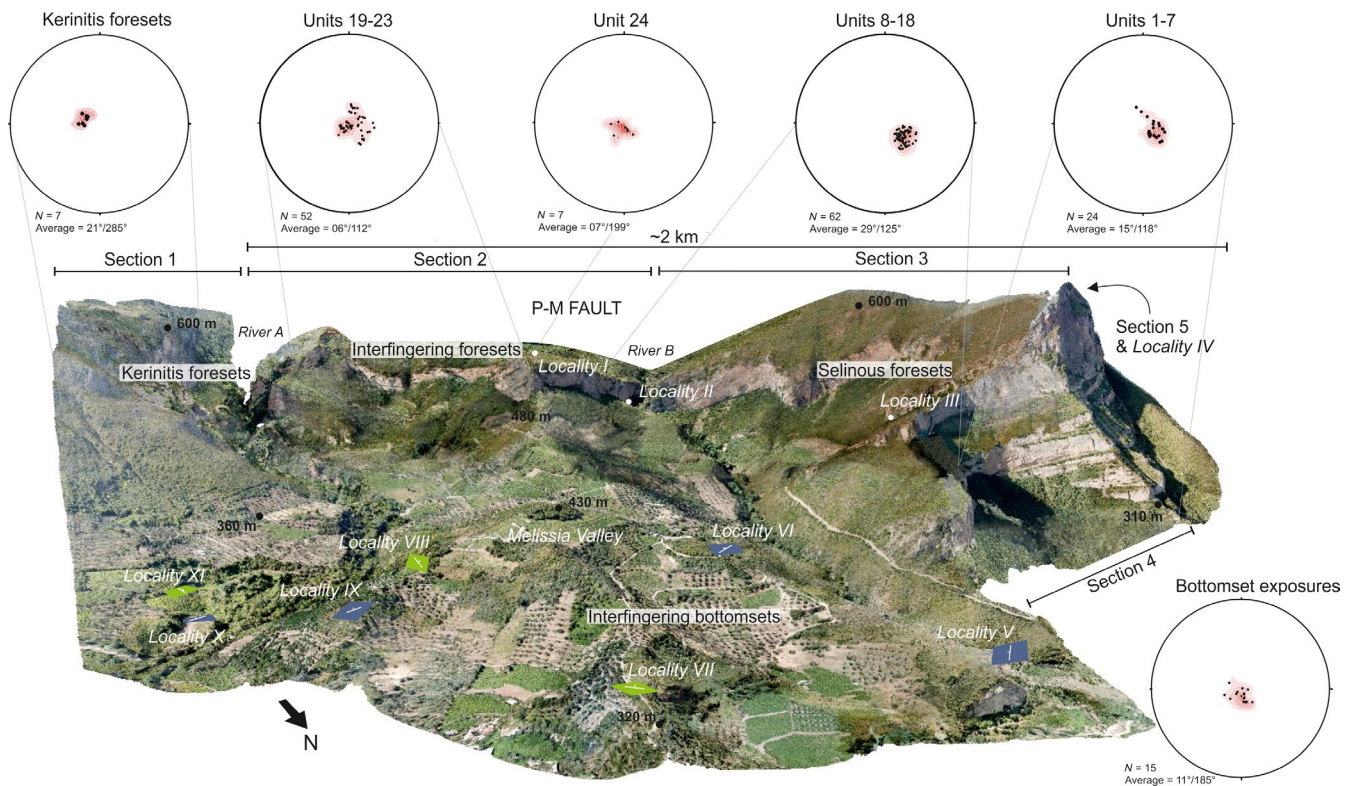 Kerinitis foresets
Units 19-23
Unit 24
Units 8-18
Units 1-7
N = 7
Average = 21°/285°
N = 52
Average = 06°/112°
N = 7
Average = 07°/199°
N = 62
Average = 29°/125°
N = 24
Average = 15°/118°
~2 km
Section 1
Section 2
Section 3
P-M FAULT
600 m
River A
River B
600 m
Section 5
& Locality IV
Interfingering foresets
Kerinitis foresets
Locality I
Selinous foresets
Locality II
Locality III
480 m
360 m
430 m
310 m
Melissia Valley
Locality VIII
Locality VI
Section 4
Locality XI
Locality IX
Bottomset exposures
Interfingering bottomsets
Locality X
Locality V
Locality VII
320 m
N
N = 15
Average = 11°/185°